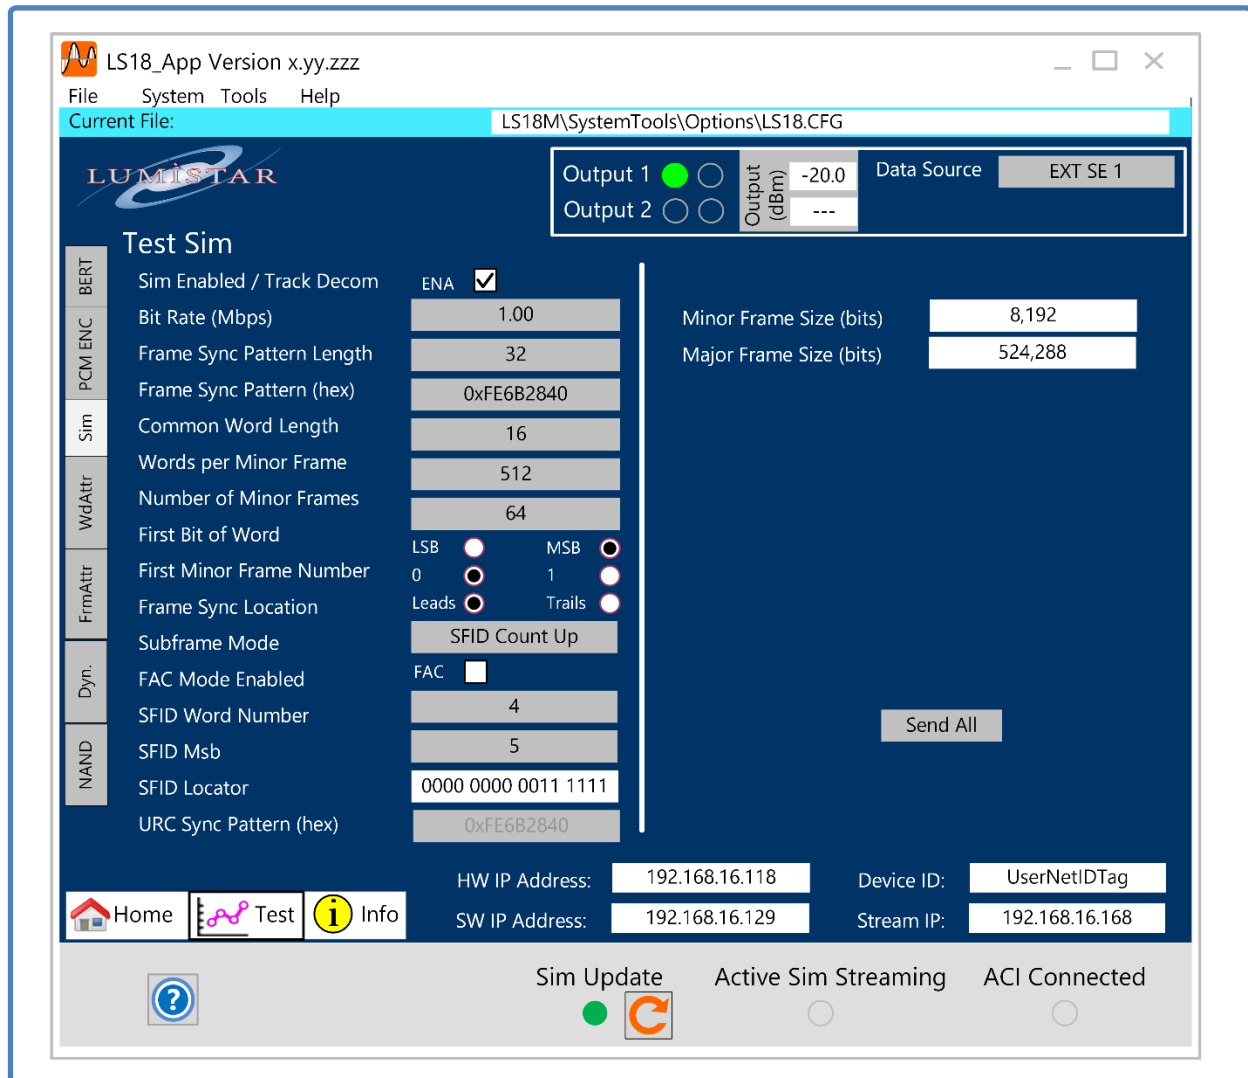 LS18_App Version x.yy.zzz
File System Tools Help
Current File: LS18M\SystemTools\Options\LS18.CFG
LUMISTAR
Output 1
Output 2
Output (dBm)
-20.0
---
Data Source EXT SE 1
Test Sim
BERT
PCM ENC
Sim
WdAttr
FrmAttr
Dyn.
NAND
Sim Enabled / Track Decom ENA
Bit Rate (Mbps) 1.00
Frame Sync Pattern Length 32
Frame Sync Pattern (hex) 0xFE6B2840
Common Word Length 16
Words per Minor Frame 512
Number of Minor Frames 64
First Bit of Word LSB MSB
First Minor Frame Number 0 1
Frame Sync Location Leads Trails
Subframe Mode SFID Count Up
FAC Mode Enabled FAC
SFID Word Number 4
SFID Msb 5
SFID Locator 0000 0000 0011 1111
URC Sync Pattern (hex) 0xFE6B2840
Minor Frame Size (bits) 8,192
Major Frame Size (bits) 524,288
Send All
HW IP Address: 192.168.16.118 Device ID: UserNetIDTag
SW IP Address: 192.168.16.129 Stream IP: 192.168.16.168
Home Test i Info
Sim Update Active Sim Streaming ACI Connected
?